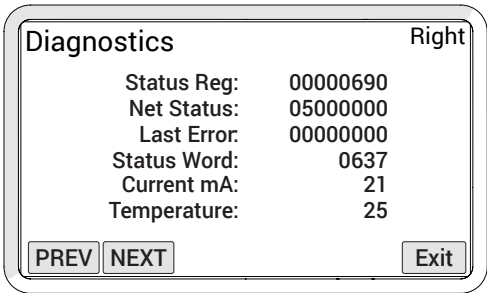 Diagnostics Right
Status Reg: 00000690
Net Status: 05000000
Last Error: 00000000
Status Word: 0637
Current mA: 21
Temperature: 25
PREV NEXT Exit